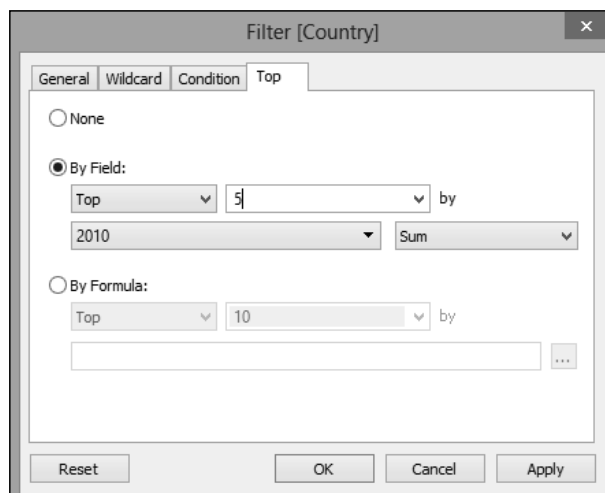 Filter [Country]
General Wildcard Condition Top
None
By Field:
Top 5 by
2010 Sum
By Formula:
Top 10 by
...
Reset OK Cancel Apply